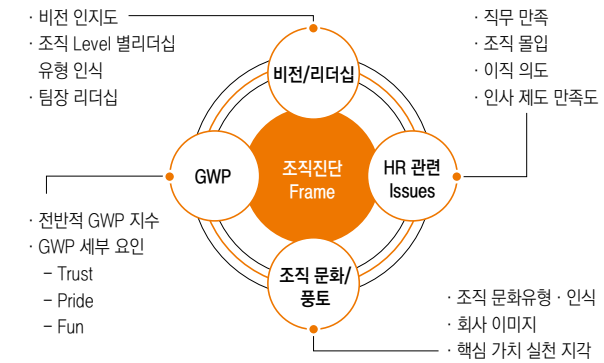 · 비전 인지도
· 조직 Level 별리더십
유형 인식
· 팀장 리더십
· 직무 만족
· 조직 몰입
· 이직 의도
· 인사 제도 만족도
비전/리더십
GWP
조직진단
Frame
HR 관련
Issues
조직 문화/
풍토
· 전반적 GWP 지수
· GWP 세부 요인
– Trust
– Pride
– Fun
· 조직 문화유형 · 인식
· 회사 이미지
· 핵심 가치 실천 지각